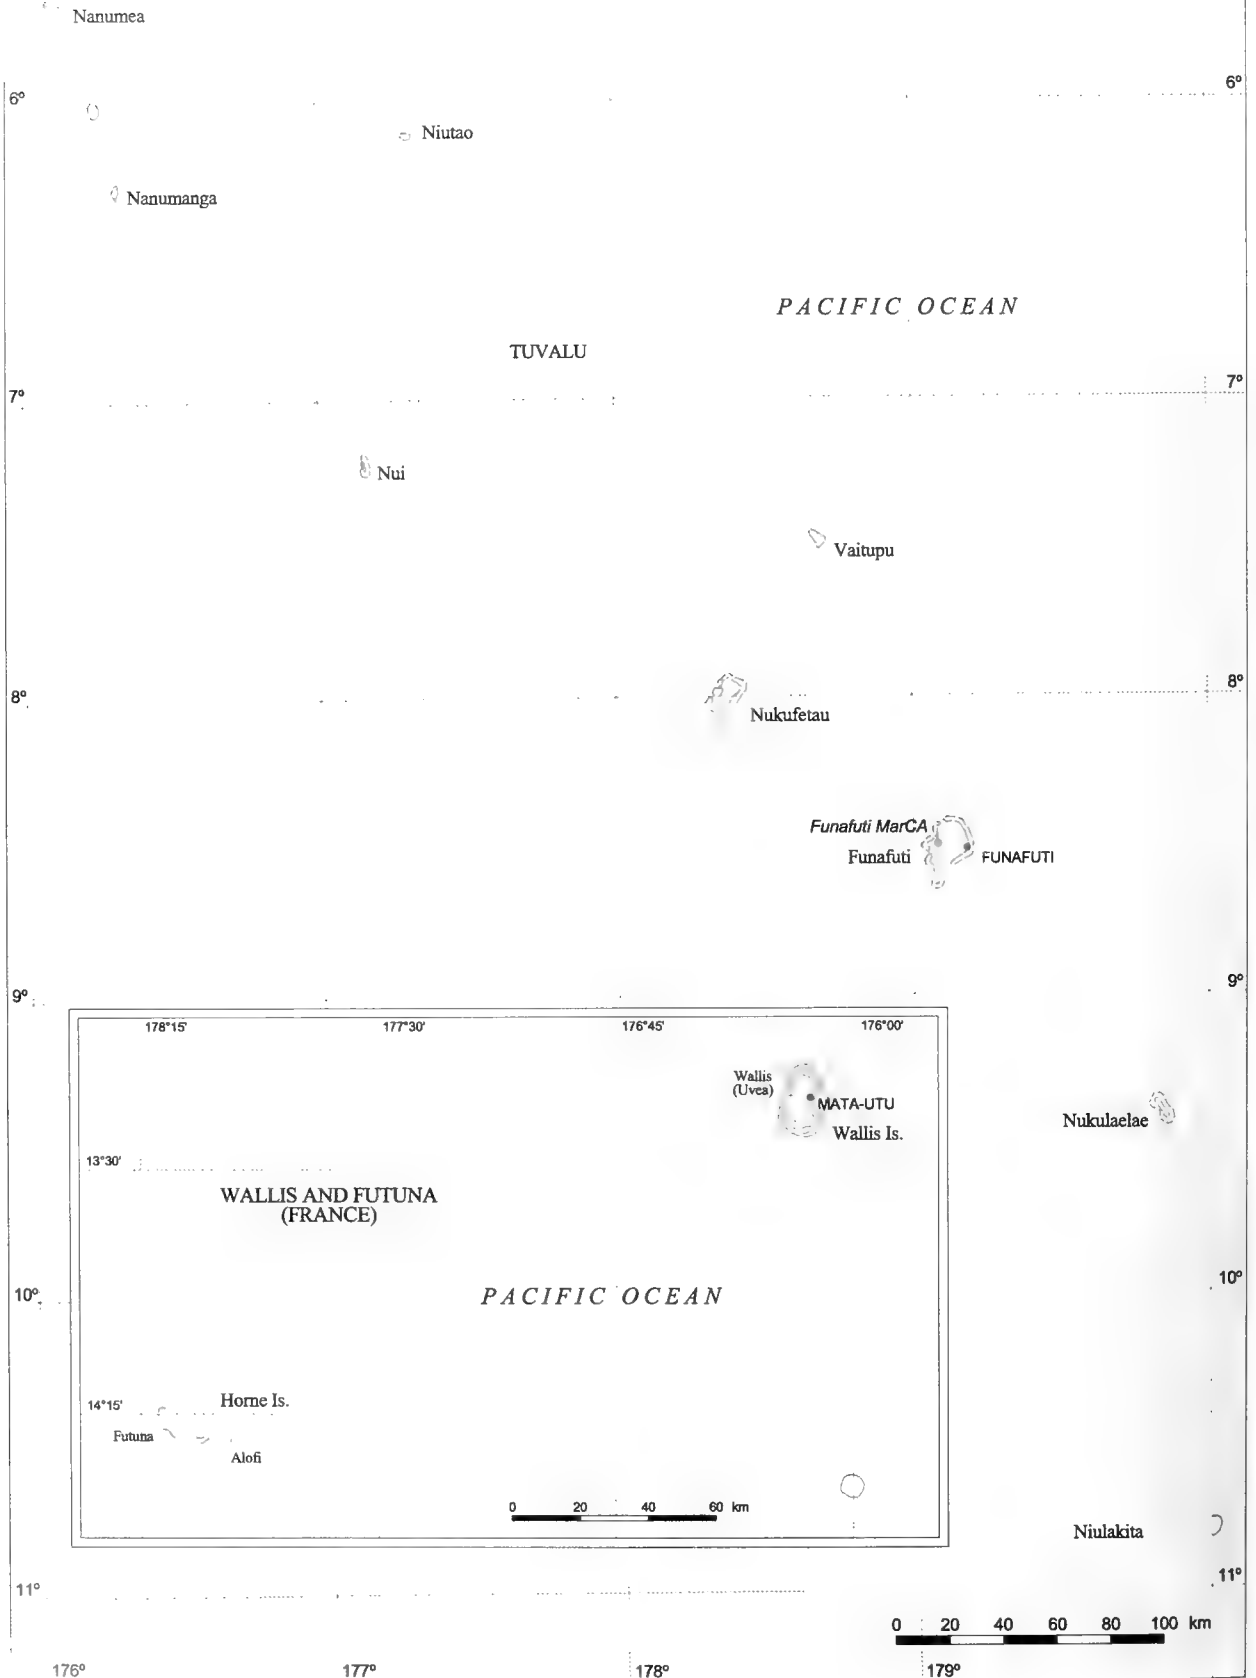 Nanumea
6° 6°
Niutao
Nanumanga
PACIFIC OCEAN
TUVALU
7° 7°
Nui
Vaitupu
8° 8°
Nukufetau
Funafuti MarCA
Funafuti FUNAFUTI
9° 9°
178°15' 177°30' 176°45' 176°00'
Wallis
(Uvea)
MATA-UTU
Wallis Is.
Nukulaelae
13°30'
WALLIS AND FUTUNA
(FRANCE)
10° 10°
PACIFIC OCEAN
14°15' Horne Is.
Futuna
Alofi
0 20 40 60 km
Niulakita
11° 11°
0 20 40 60 80 100 km
176° 177° 178° 179°